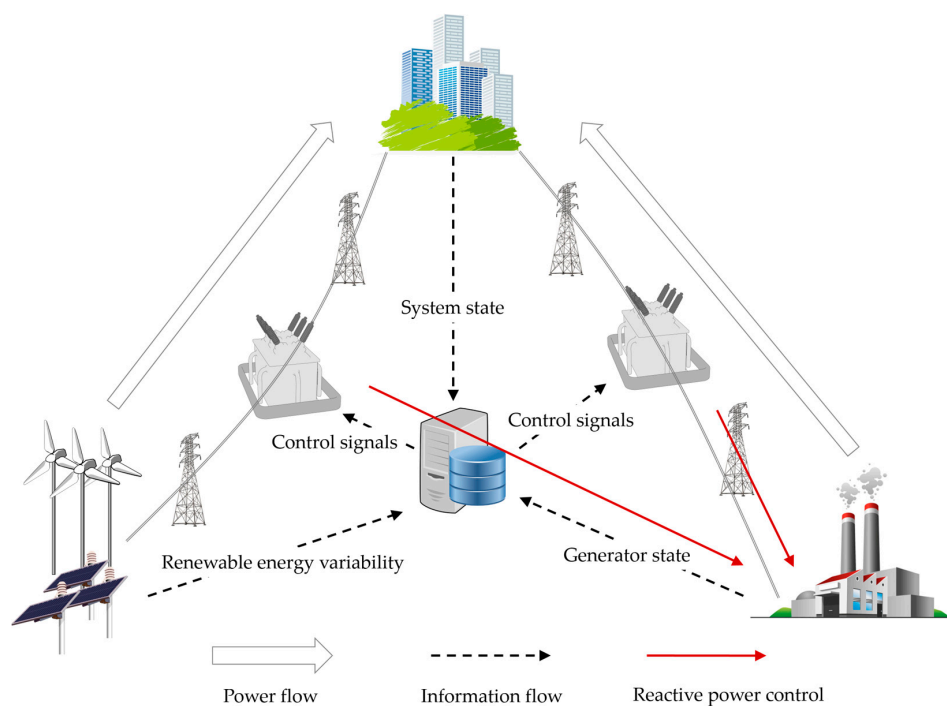 System state
Control signals
Control signals
Renewable energy variability
Generator state
Power flow
Information flow
Reactive power control